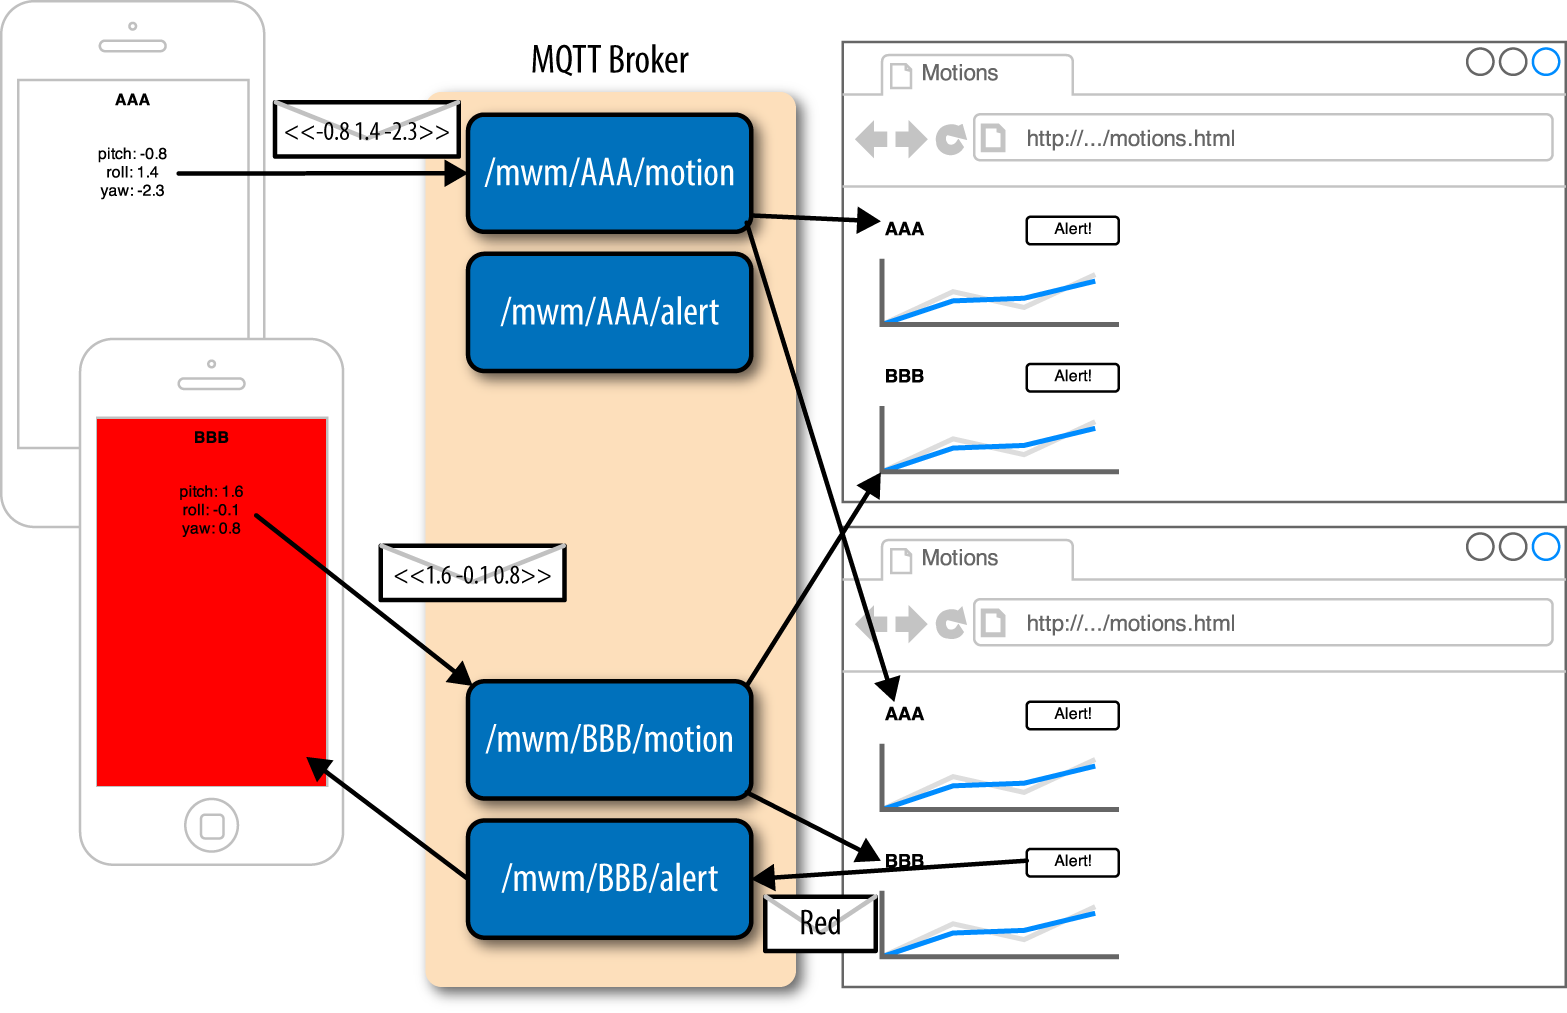 MQTT Broker
AAA
pitch: -0.8
roll: 1.4
yaw: -2.3
<<-0.8 1.4 -2.3>>
/mwm/AAA/motion
/mwm/AAA/alert
BBB
pitch: 1.6
roll: -0.1
yaw: 0.8
<<1.6 -0.1 0.8>>
/mwm/BBB/motion
/mwm/BBB/alert
Red
Motions
http://.../motions.html
AAA
Alert!
BBB
Alert!
Motions
http://.../motions.html
AAA
Alert!
BBB
Alert!